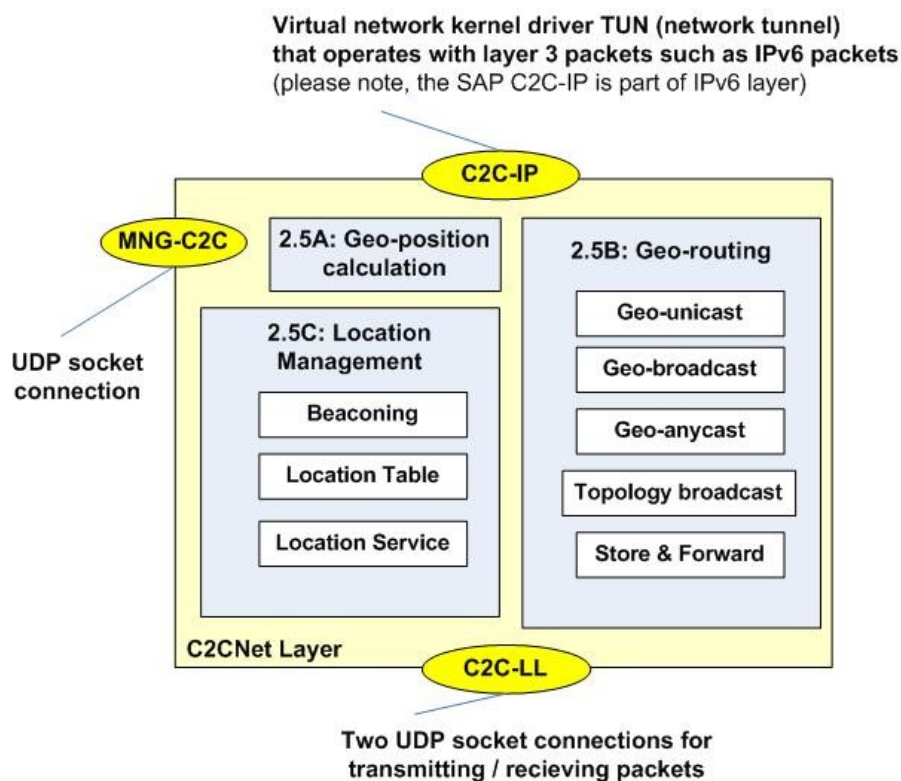 Virtual network kernel driver TUN (network tunnel)
that operates with layer 3 packets such as IPv6 packets
(please note, the SAP C2C-IP is part of IPv6 layer)
C2C-IP
MNG-C2C
2.5A: Geo-position
calculation
2.5B: Geo-routing
Geo-unicast
Geo-broadcast
Geo-anycast
Topology broadcast
Store & Forward
2.5C: Location
Management
Beaconing
Location Table
Location Service
UDP socket
connection
C2CNet Layer
C2C-LL
Two UDP socket connections for
transmitting / recieving packets